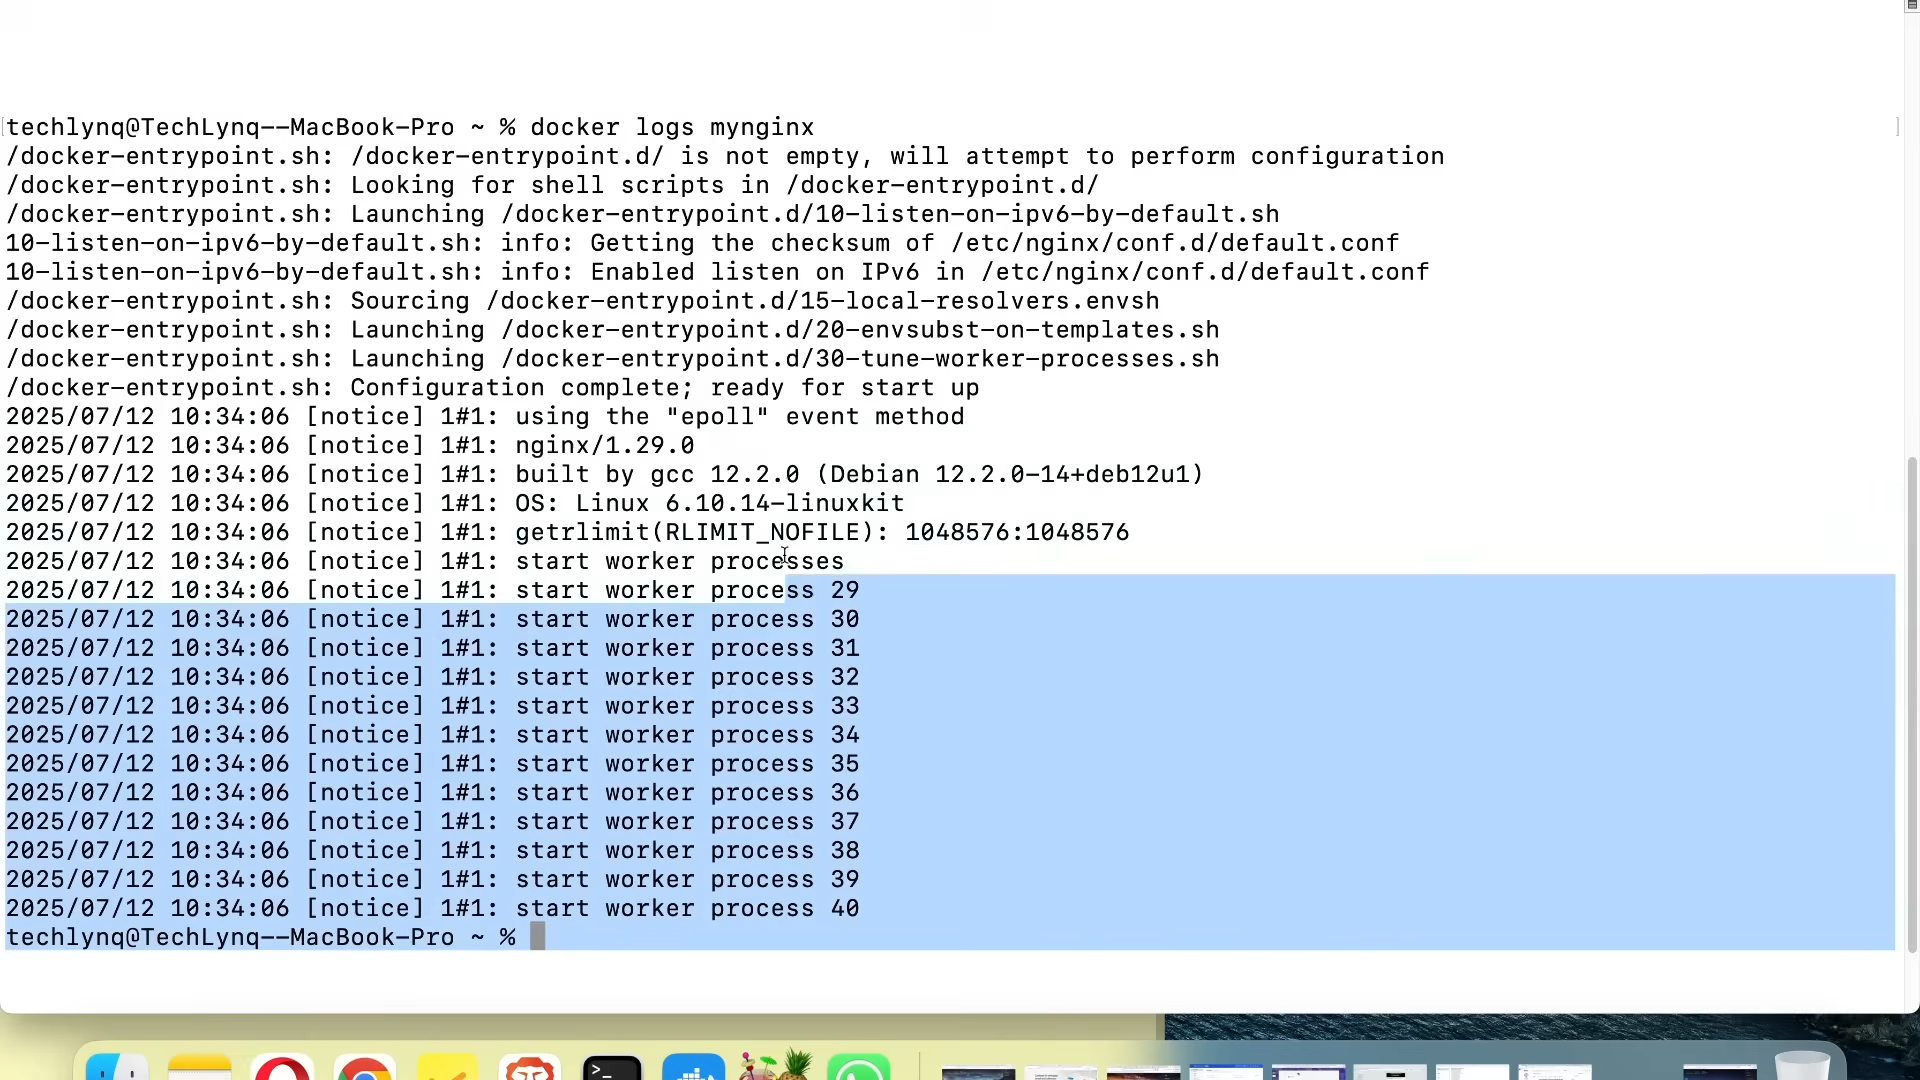 techlynq@TechLynq--MacBook-Pro ~ % docker logs mynginx
/docker-entrypoint.sh: /docker-entrypoint.d/ is not empty, will attempt to perform configuration
/docker-entrypoint.sh: Looking for shell scripts in /docker-entrypoint.d/
/docker-entrypoint.sh: Launching /docker-entrypoint.d/10-listen-on-ipv6-by-default.sh
10-listen-on-ipv6-by-default.sh: info: Getting the checksum of /etc/nginx/conf.d/default.conf
10-listen-on-ipv6-by-default.sh: info: Enabled listen on IPv6 in /etc/nginx/conf.d/default.conf
/docker-entrypoint.sh: Sourcing /docker-entrypoint.d/15-local-resolvers.envsh
/docker-entrypoint.sh: Launching /docker-entrypoint.d/20-envsubst-on-templates.sh
/docker-entrypoint.sh: Launching /docker-entrypoint.d/30-tune-worker-processes.sh
/docker-entrypoint.sh: Configuration complete; ready for start up
2025/07/12 10:34:06 [notice] 1#1: using the "epoll" event method
2025/07/12 10:34:06 [notice] 1#1: nginx/1.29.0
2025/07/12 10:34:06 [notice] 1#1: built by gcc 12.2.0 (Debian 12.2.0-14+deb12u1)
2025/07/12 10:34:06 [notice] 1#1: OS: Linux 6.10.14-linuxkit
2025/07/12 10:34:06 [notice] 1#1: getrlimit(RLIMIT_NOFILE): 1048576:1048576
2025/07/12 10:34:06 [notice] 1#1: start worker processes
2025/07/12 10:34:06 [notice] 1#1: start worker process 29
2025/07/12 10:34:06 [notice] 1#1: start worker process 30
2025/07/12 10:34:06 [notice] 1#1: start worker process 31
2025/07/12 10:34:06 [notice] 1#1: start worker process 32
2025/07/12 10:34:06 [notice] 1#1: start worker process 33
2025/07/12 10:34:06 [notice] 1#1: start worker process 34
2025/07/12 10:34:06 [notice] 1#1: start worker process 35
2025/07/12 10:34:06 [notice] 1#1: start worker process 36
2025/07/12 10:34:06 [notice] 1#1: start worker process 37
2025/07/12 10:34:06 [notice] 1#1: start worker process 38
2025/07/12 10:34:06 [notice] 1#1: start worker process 39
2025/07/12 10:34:06 [notice] 1#1: start worker process 40
techlynq@TechLynq--MacBook-Pro ~ %